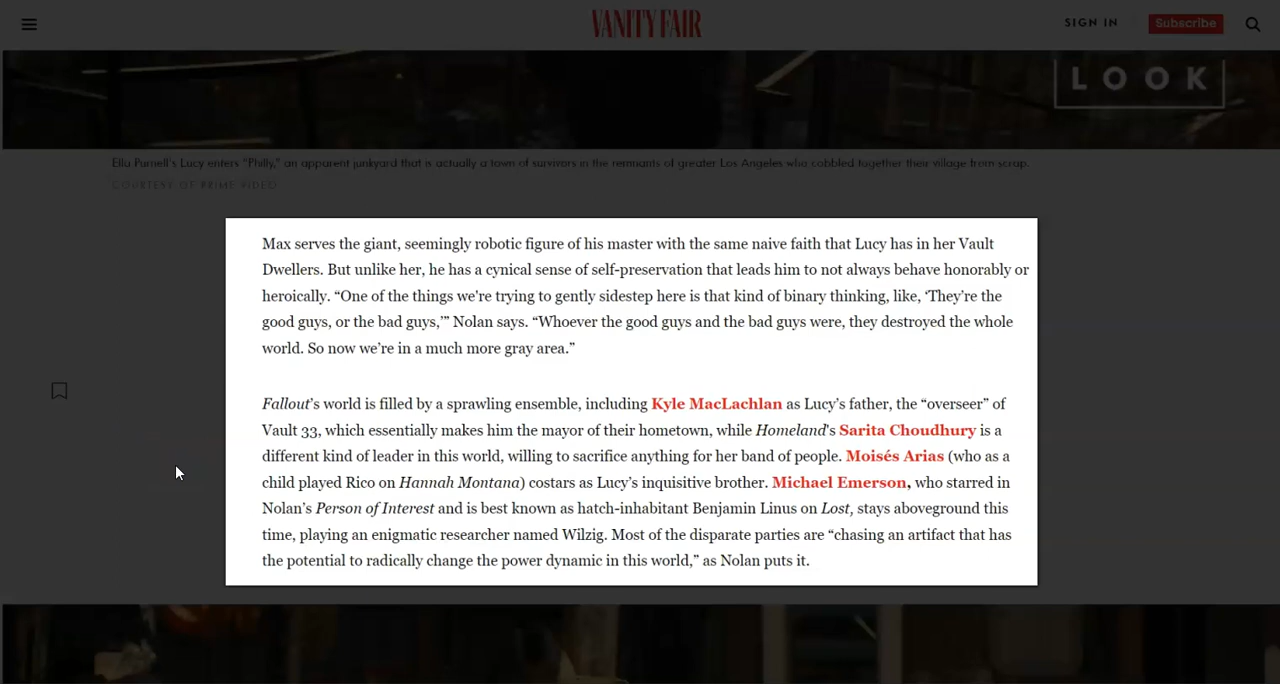 VANITY FAIR
SIGN IN
Subscribe
LOOK
Ella Purnell's Lucy enters "Philly," an apparent junkyard that is actually a town of survivors in the remnants of greater Los Angeles who cobbled together their village from scrap.
COURTESY OF PRIME VIDEO
Max serves the giant, seemingly robotic figure of his master with the same naive faith that Lucy has in her Vault
Dwellers. But unlike her, he has a cynical sense of self-preservation that leads him to not always behave honorably or
heroically. “One of the things we're trying to gently sidestep here is that kind of binary thinking, like, ‘They’re the
good guys, or the bad guys,’” Nolan says. “Whoever the good guys and the bad guys were, they destroyed the whole
world. So now we’re in a much more gray area.”
Fallout’s world is filled by a sprawling ensemble, including Kyle MacLachlan as Lucy’s father, the “overseer” of
Vault 33, which essentially makes him the mayor of their hometown, while Homeland’s Sarita Choudhury is a
different kind of leader in this world, willing to sacrifice anything for her band of people. Moisés Arias (who as a
child played Rico on Hannah Montana) costars as Lucy’s inquisitive brother. Michael Emerson, who starred in
Nolan’s Person of Interest and is best known as hatch-inhabitant Benjamin Linus on Lost, stays aboveground this
time, playing an enigmatic researcher named Wilzig. Most of the disparate parties are “chasing an artifact that has
the potential to radically change the power dynamic in this world,” as Nolan puts it.